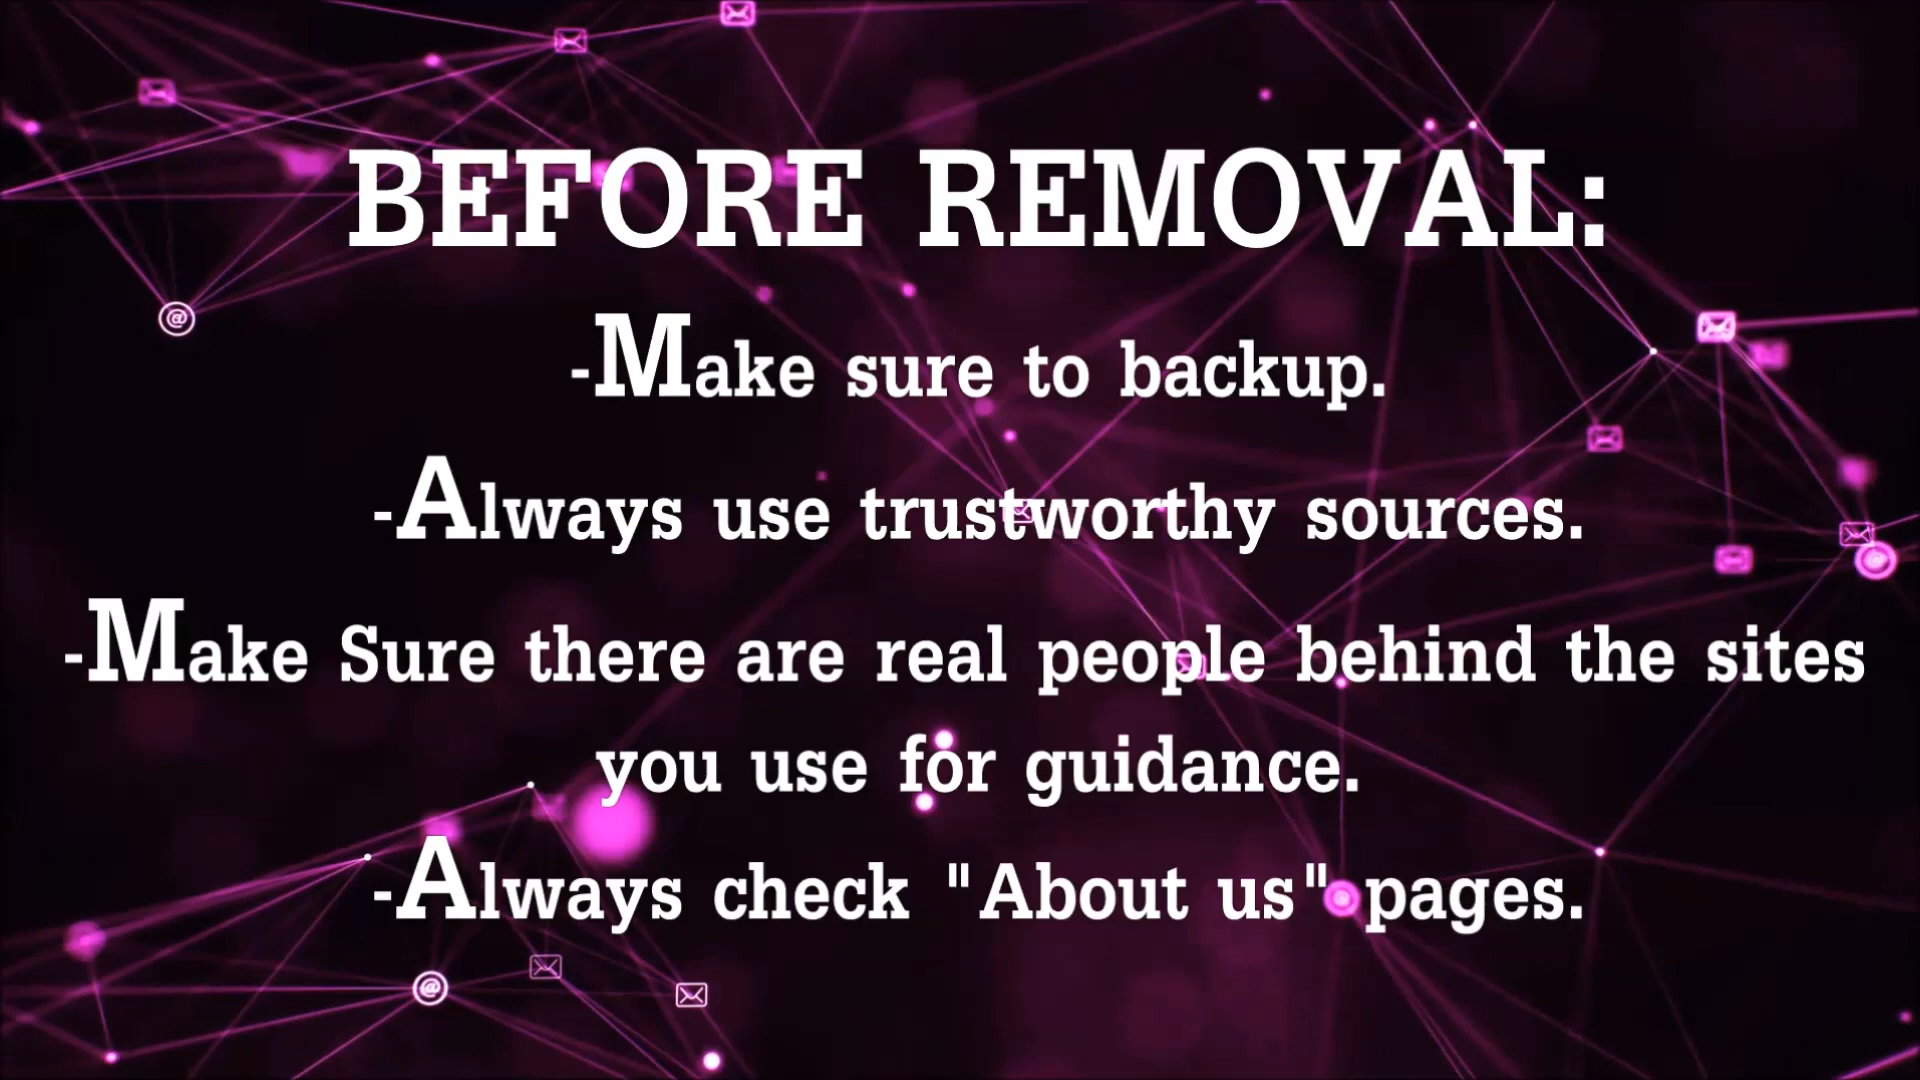 BEFORE REMOVAL:
-Make sure to backup.
-Always use trustworthy sources.
-Make Sure there are real people behind the sites
you use for guidance.
-Always check "About us" pages.